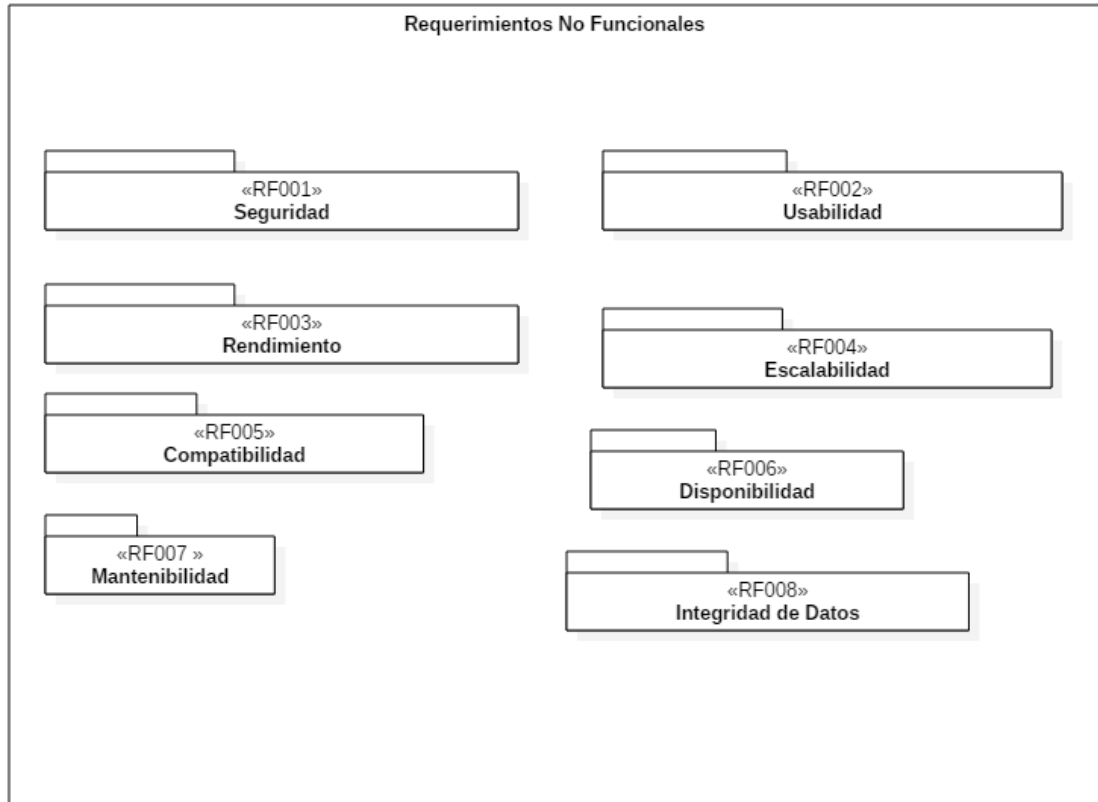 Requerimientos No Funcionales
«RF001»
Seguridad
«RF002»
Usabilidad
«RF003»
Rendimiento
«RF004»
Escalabilidad
«RF005»
Compatibilidad
«RF006»
Disponibilidad
«RF007 »
Mantenibilidad
«RF008»
Integridad de Datos